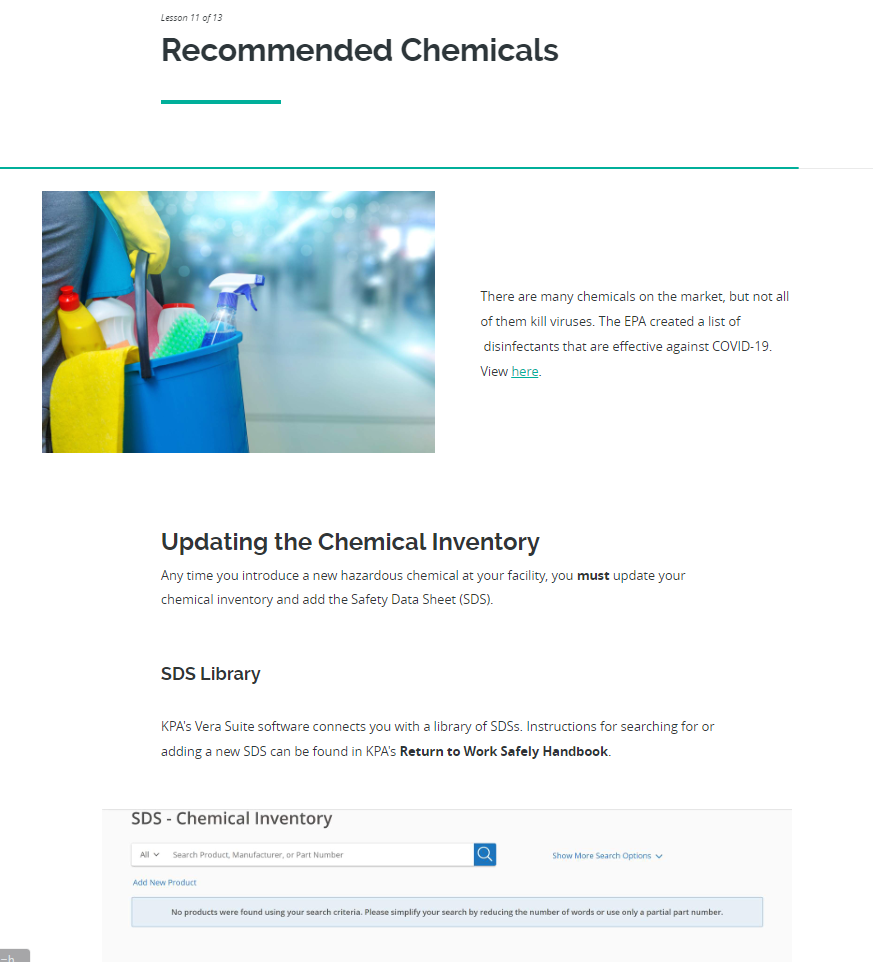 Lesson 11 of 13
Recommended Chemicals
There are many chemicals on the market, but not all
of them kill viruses. The EPA created a list of
disinfectants that are effective against COVID-19.
View here.
Updating the Chemical Inventory
Any time you introduce a new hazardous chemical at your facility, you must update your
chemical inventory and add the Safety Data Sheet (SDS).
SDS Library
KPA's Vera Suite software connects you with a library of SDSs. Instructions for searching for or
adding a new SDS can be found in KPA's Return to Work Safely Handbook.
SDS - Chemical Inventory
All Search Product, Manufacturer, or Part Number
Show More Search Options
Add New Product
No products were found using your search criteria. Please simplify your search by reducing the number of words or use only a partial part number.